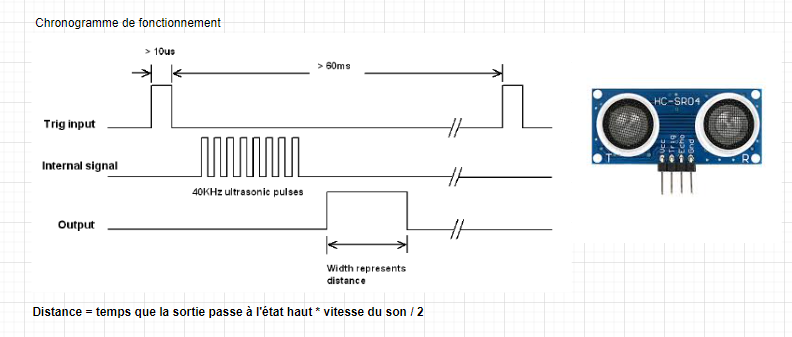 Chronogramme de fonctionnement
> 10us
> 60ms
Trig input
Internal signal
40KHz ultrasonic pulses
Output
Width represents
distance
HC-SR04
Vcc
Trig
Echo
Gnd
T
R
Distance = temps que la sortie passe à l'état haut * vitesse du son / 2